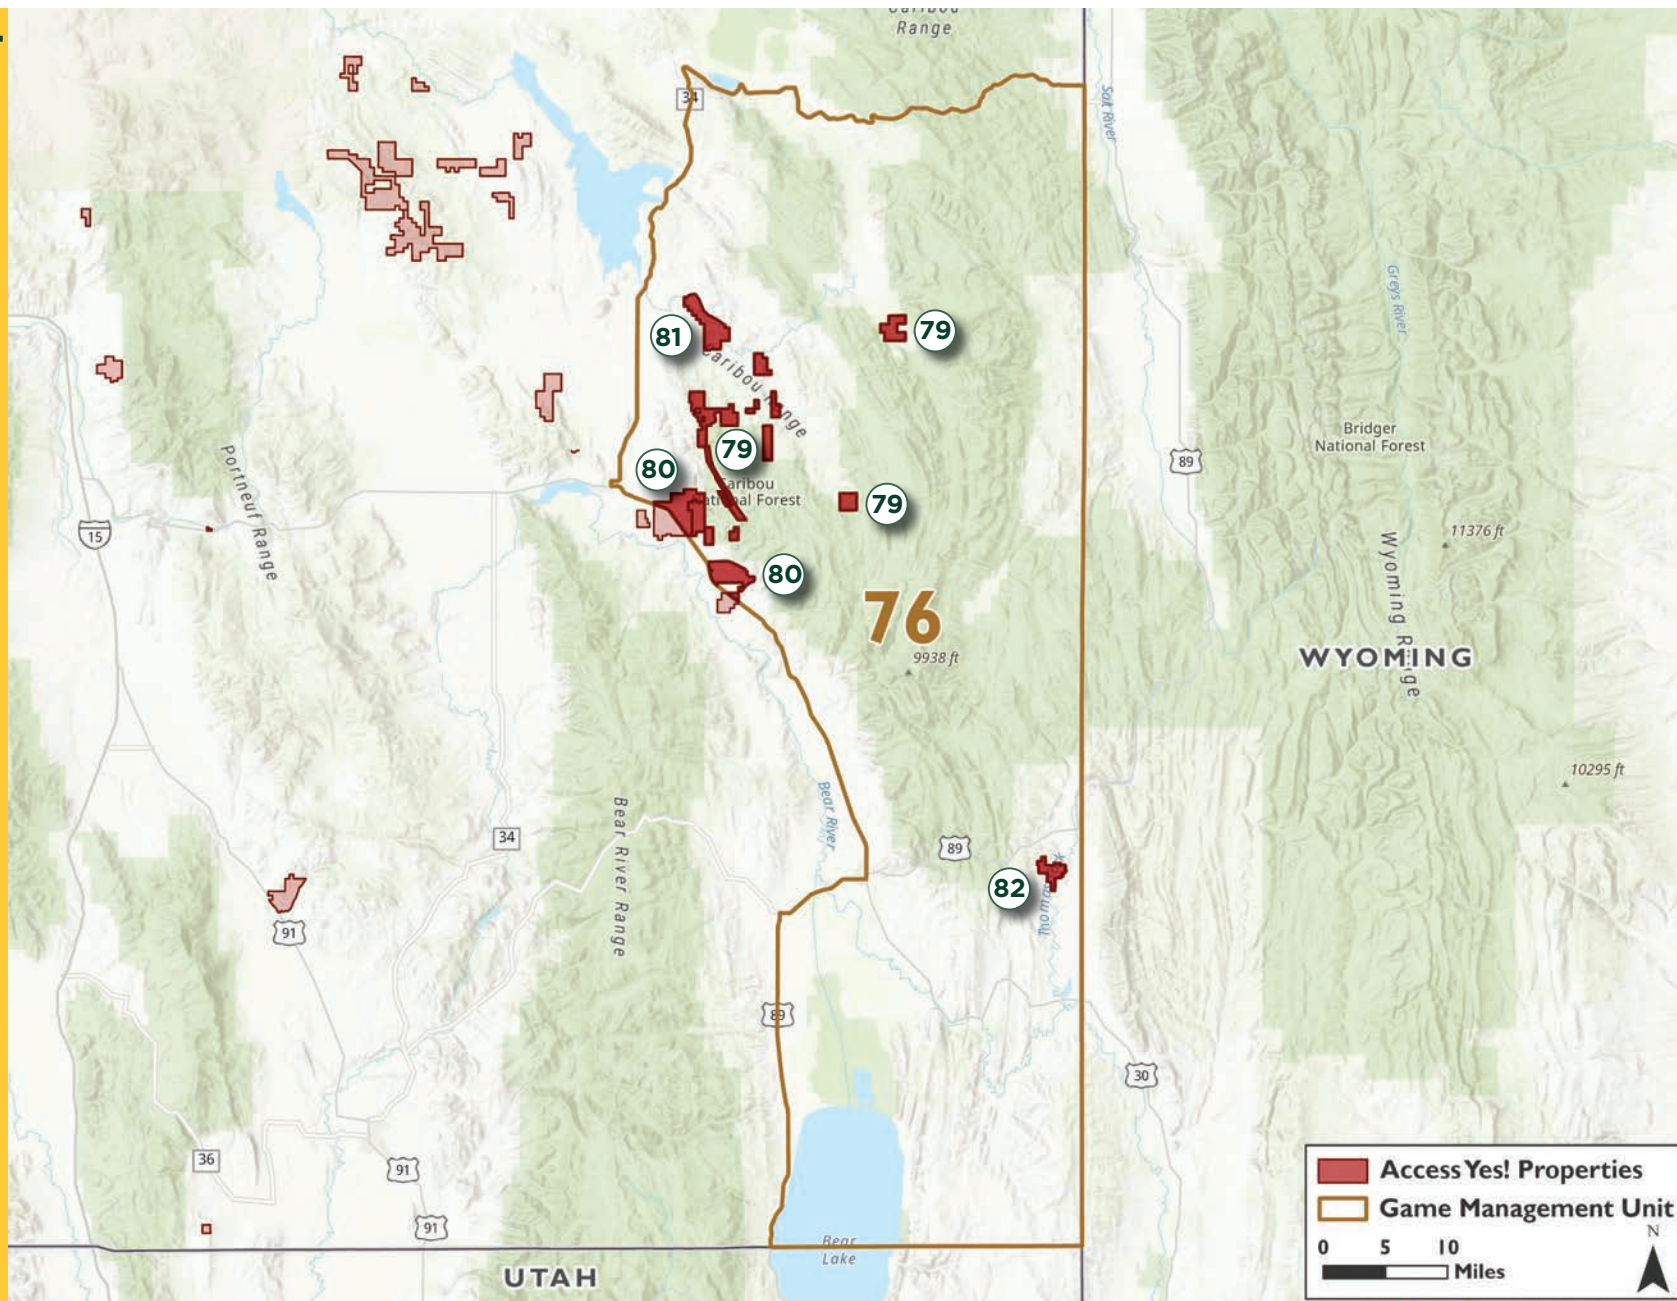 Caribou
Range
34
Salt River
Greys River
81
79
Caribou Range
Bridger
National Forest
89
79
80
Caribou
National Forest
79
Portneuf Range
15
11376 ft
80
76
9938 ft
WYOMING
Wyoming Range
10295 ft
Bear River
34
89
Bear River Range
82
Thomas
91
89
30
36
91
91
Bear
Lake
UTAH
Access Yes! Properties
Game Management Unit
N
0 5 10
Miles